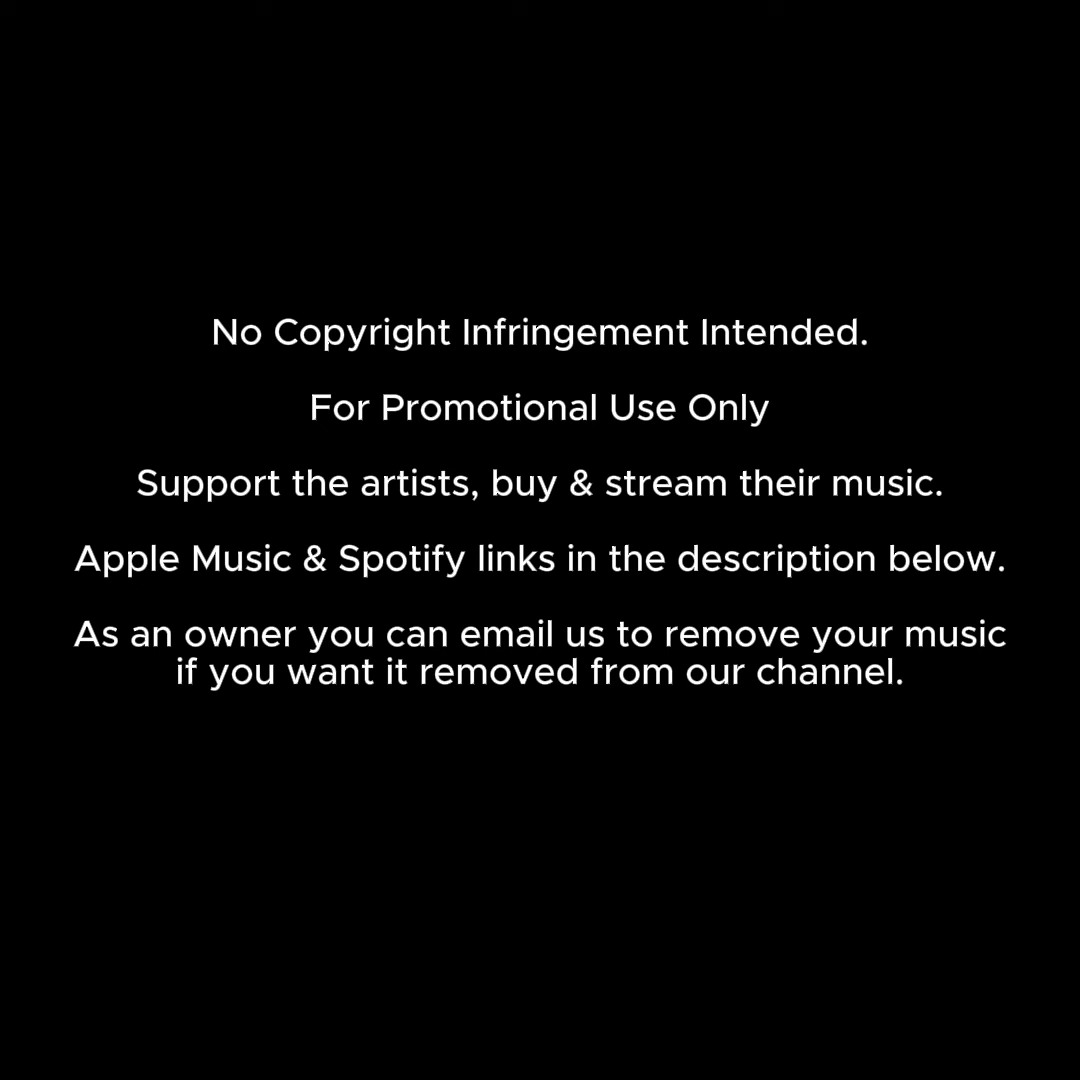 No Copyright Infringement Intended.
For Promotional Use Only
Support the artists, buy & stream their music.
Apple Music & Spotify links in the description below.
As an owner you can email us to remove your music
if you want it removed from our channel.